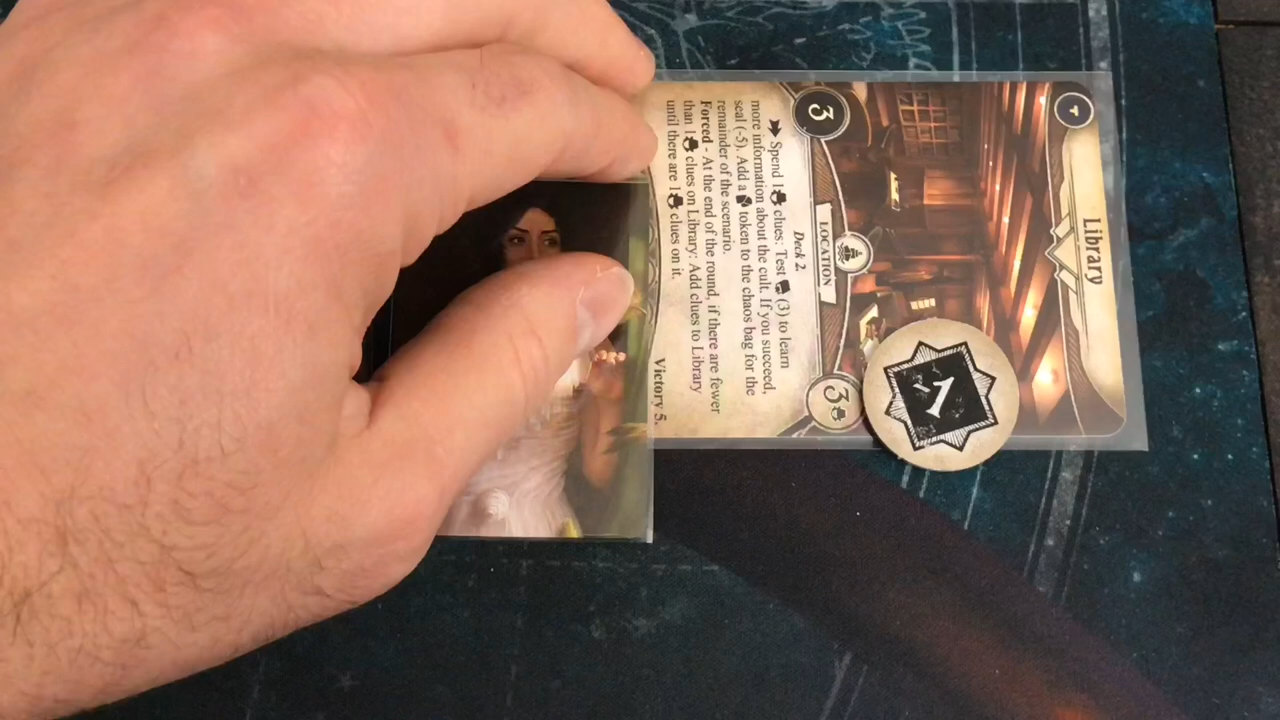 Library
3
LOCATION
3
Deck 2.
Spend 1 clues: Test (3) to learn
more information about the cult. If you succeed,
seal (-5). Add a token to the chaos bag for the
remainder of the scenario.
Forced - At the end of the round, if there are fewer
than 1 clues on Library: Add clues to Library
until there are 1 clues on it.
Victory 5.
-1